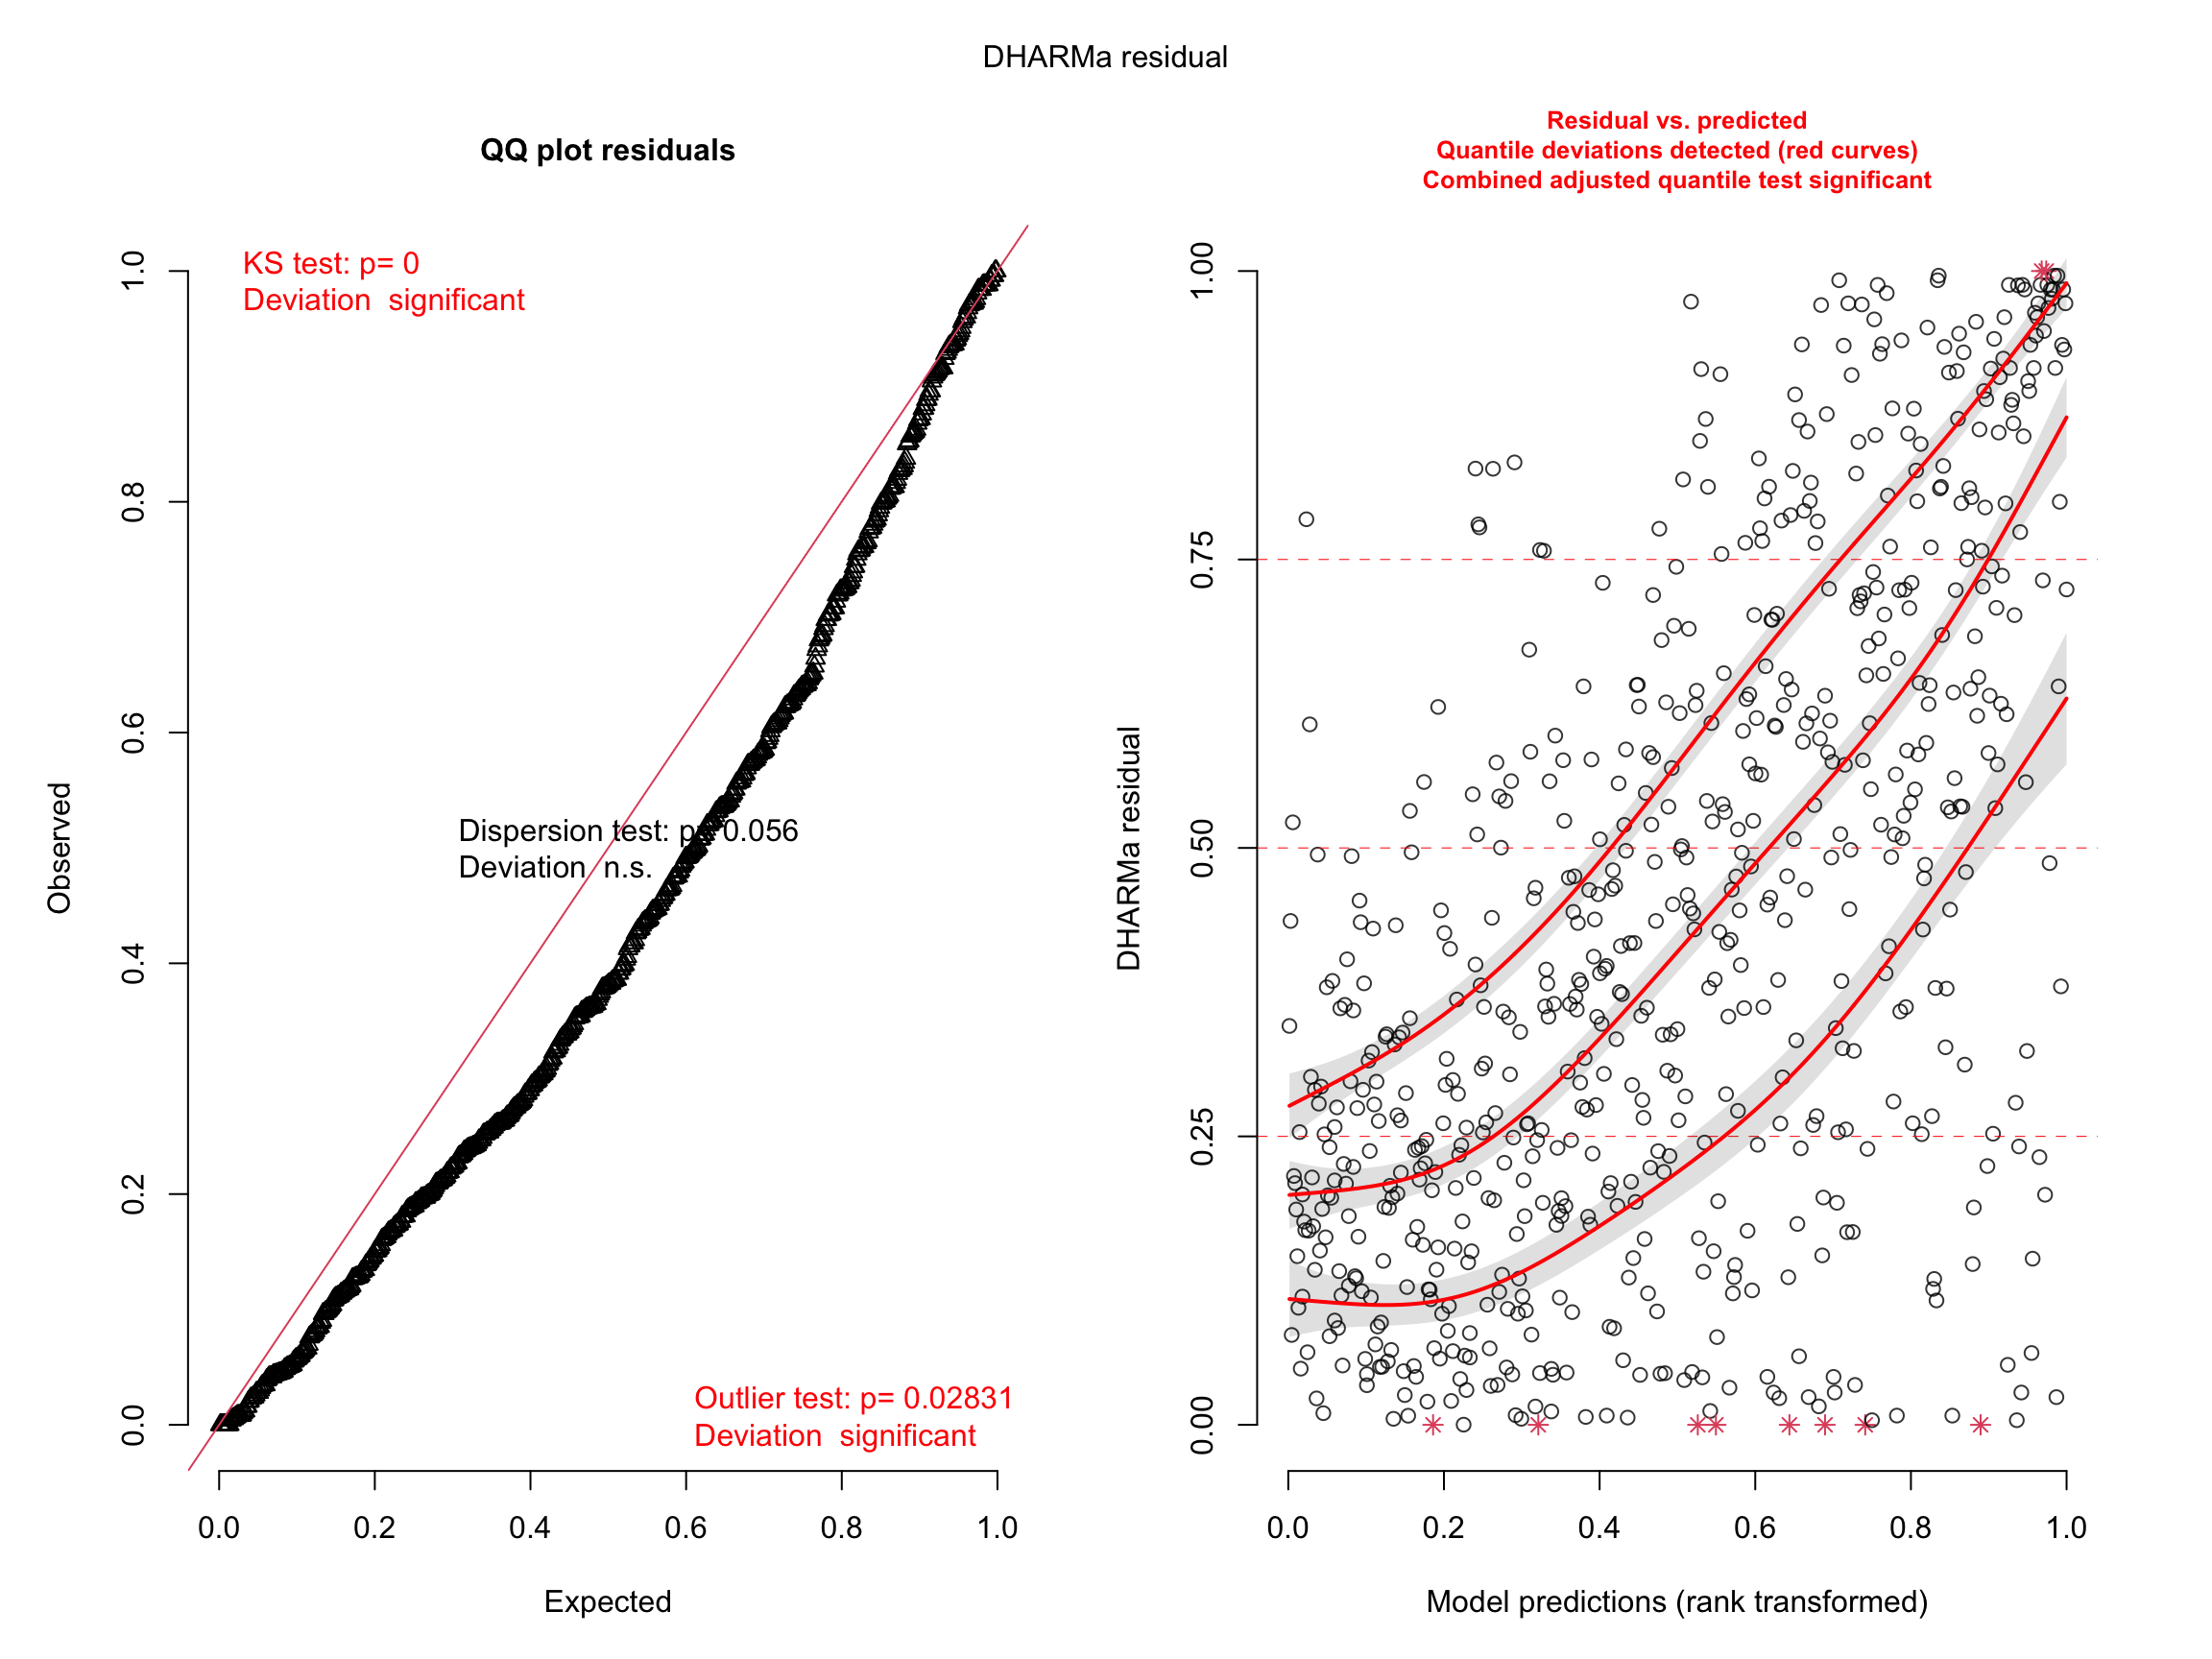 DHARMa residual
QQ plot residuals
KS test: p= 0
Deviation  significant
Dispersion test: p= 0.056
Deviation  n.s.
Outlier test: p= 0.02831
Deviation  significant
Observed
0.0
0.2
0.4
0.6
0.8
1.0
0.0 0.2 0.4 0.6 0.8 1.0
Expected
Residual vs. predicted
Quantile deviations detected (red curves)
Combined adjusted quantile test significant
DHARMa residual
0.00
0.25
0.50
0.75
1.00
0.0 0.2 0.4 0.6 0.8 1.0
Model predictions (rank transformed)